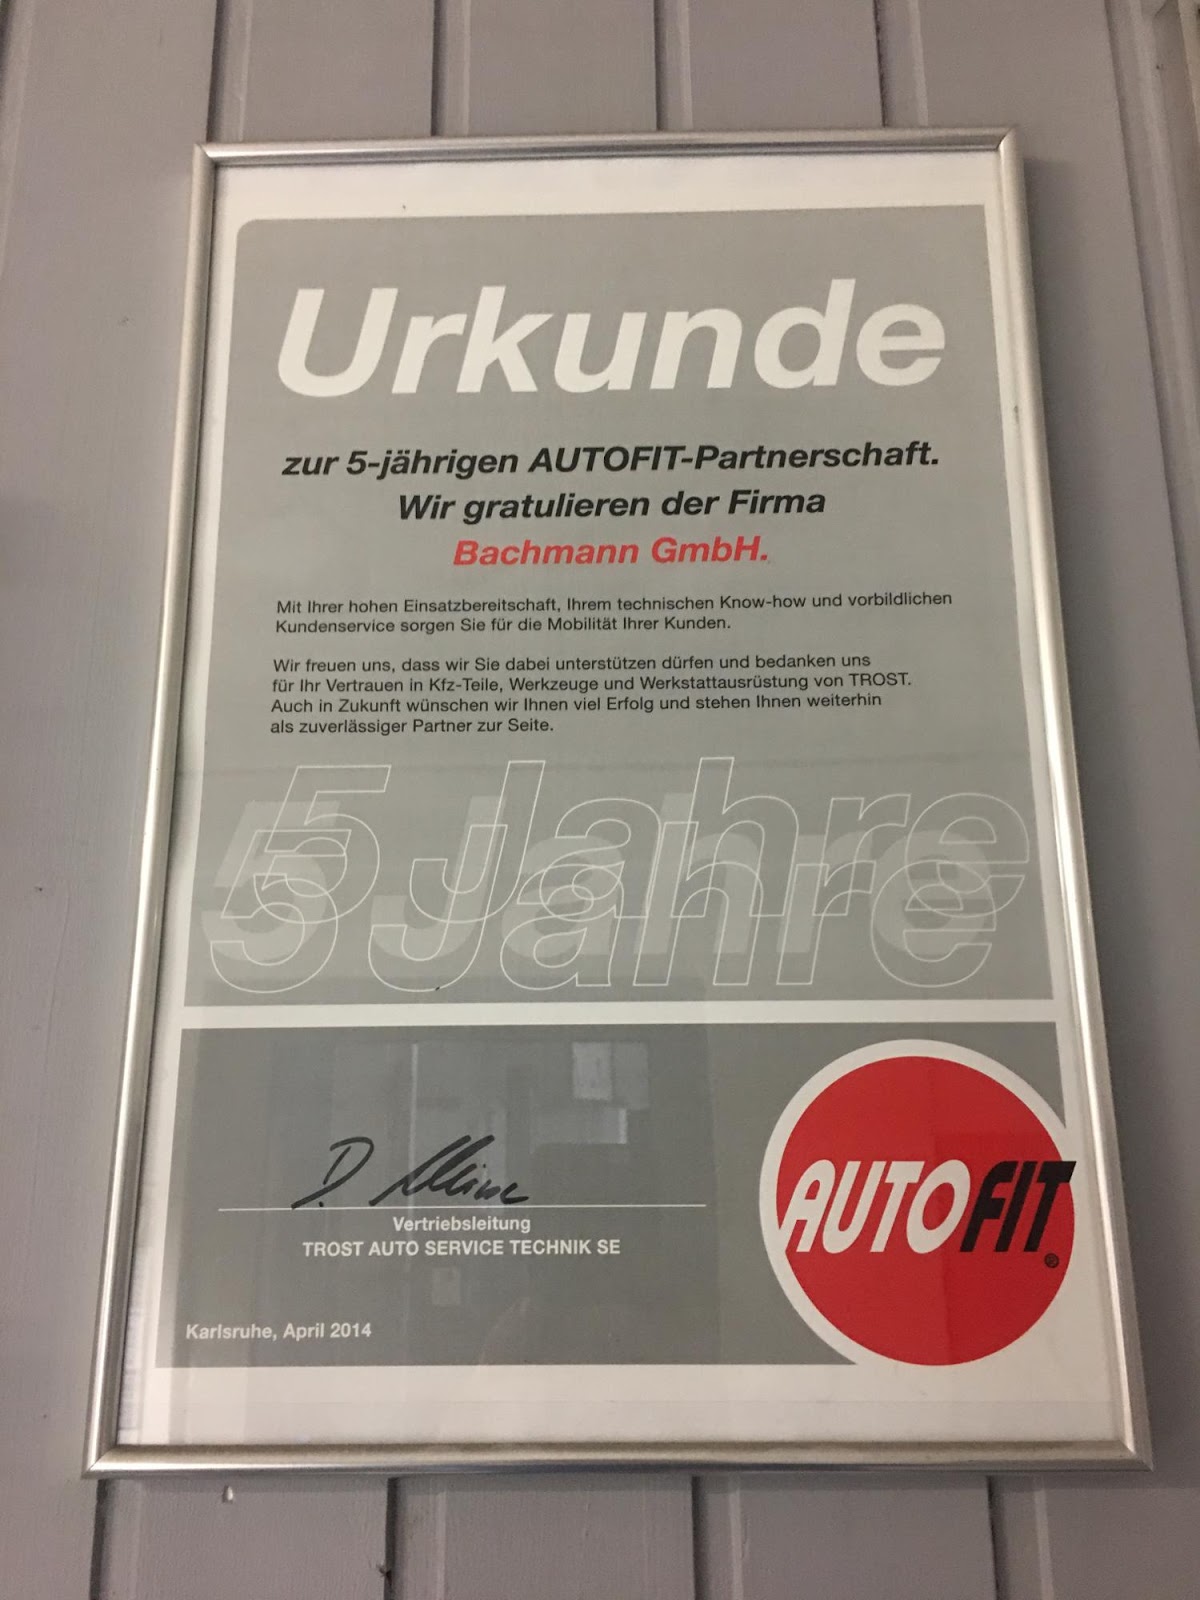 Urkunde
zur 5-jährigen AUTOFIT-Partnerschaft.
Wir gratulieren der Firma
Bachmann GmbH.
Mit Ihrer hohen Einsatzbereitschaft, Ihrem technischen Know-how und vorbildlichen
Kundenservice sorgen Sie für die Mobilität Ihrer Kunden.
Wir freuen uns, dass wir Sie dabei unterstützen dürfen und bedanken uns
für Ihr Vertrauen in Kfz-Teile, Werkzeuge und Werkstattausrüstung von TROST.
Auch in Zukunft wünschen wir Ihnen viel Erfolg und stehen Ihnen weiterhin
als zuverlässiger Partner zur Seite.
5 Jahre
5 Jahre
5 Jahre
D.
Vertriebsleitung
TROST AUTO SERVICE TECHNIK SE
AUTOFIT®
Karlsruhe, April 2014